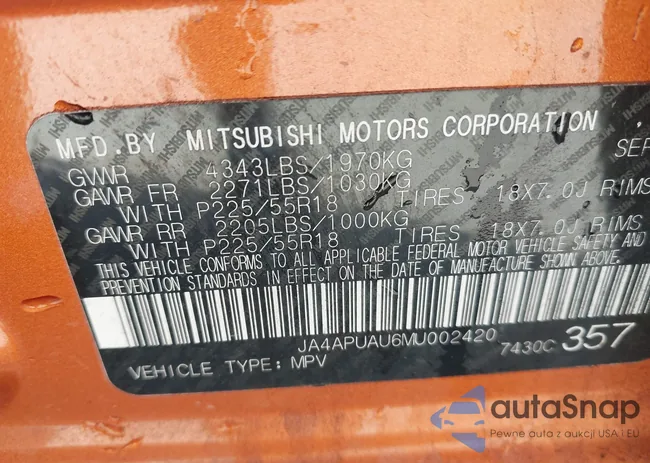 MFD.BY MITSUBISHI MOTORS CORPORATION
GVWR 4343LBS/1970KG
GAWR FR 2271LBS/1030KG
WITH P225/55R18 TIRES 18X7.0J RIMS
GAWR RR 2205LBS/1000KG
WITH P225/55R18 TIRES 18X7.0J RIMS
THIS VEHICLE CONFORMS TO ALL APPLICABLE FEDERAL MOTOR VEHICLE SAFETY AND
PREVENTION STANDARDS IN EFFECT ON THE DATE OF MANUFACTURE SHOWN ABOVE.
JA4APUAU6MU002420
7430C 357
VEHICLE TYPE: MPV
autaSnap
Pewne auta z aukcji USA i EU